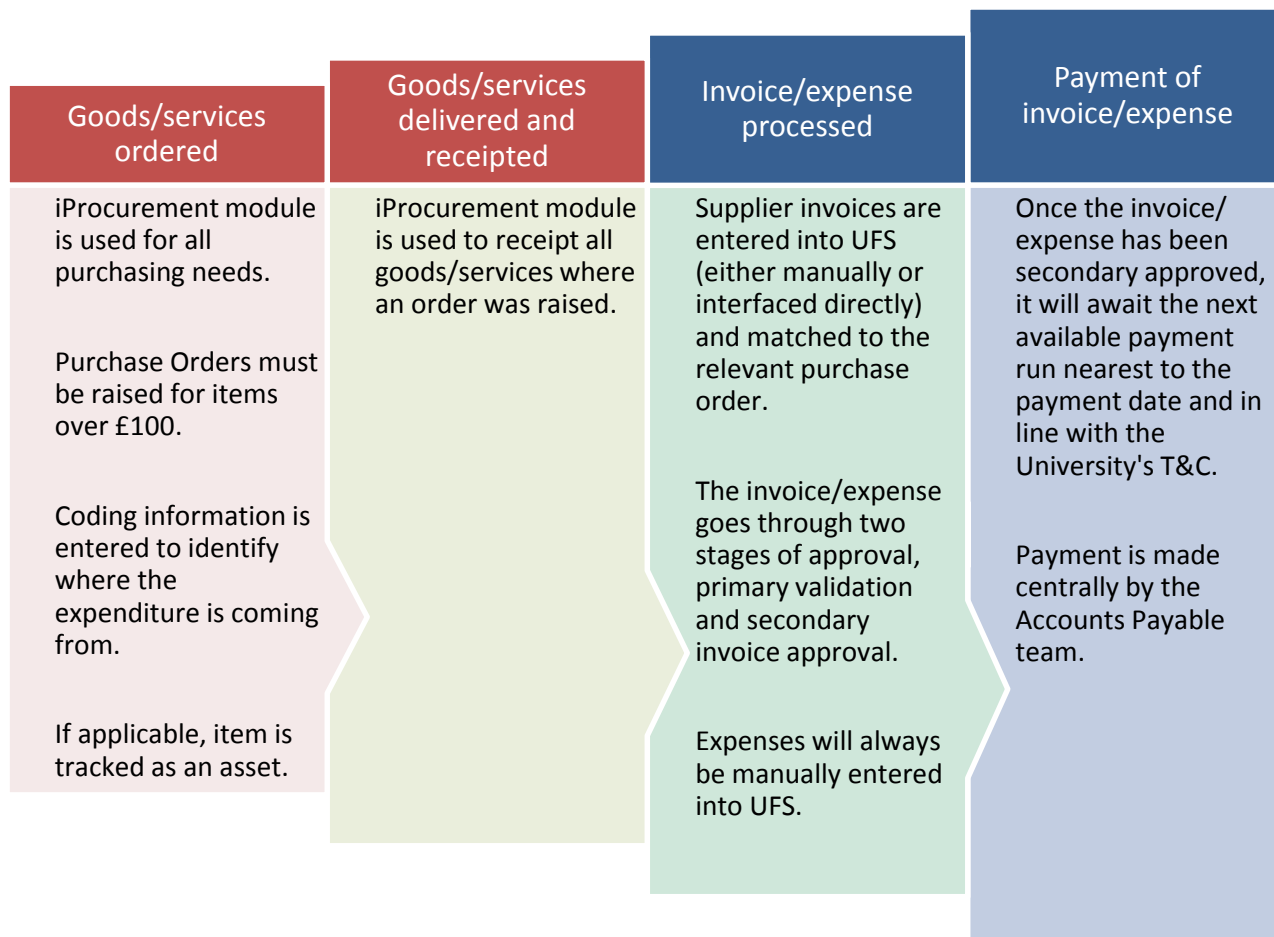 Goods/services
ordered
iProcurement module
is used for all
purchasing needs.
Purchase Orders must
be raised for items
over £100.
Coding information is
entered to identify
where the
expenditure is coming
from.
If applicable, item is
tracked as an asset.
Goods/services
delivered and
receipted
iProcurement module
is used to receipt all
goods/services where
an order was raised.
Invoice/expense
processed
Supplier invoices are
entered into UFS
(either manually or
interfaced directly)
and matched to the
relevant purchase
order.
The invoice/expense
goes through two
stages of approval,
primary validation
and secondary
invoice approval.
Expenses will always
be manually entered
into UFS.
Payment of
invoice/expense
Once the invoice/
expense has been
secondary approved,
it will await the next
available payment
run nearest to the
payment date and in
line with the
University's T&C.
Payment is made
centrally by the
Accounts Payable
team.